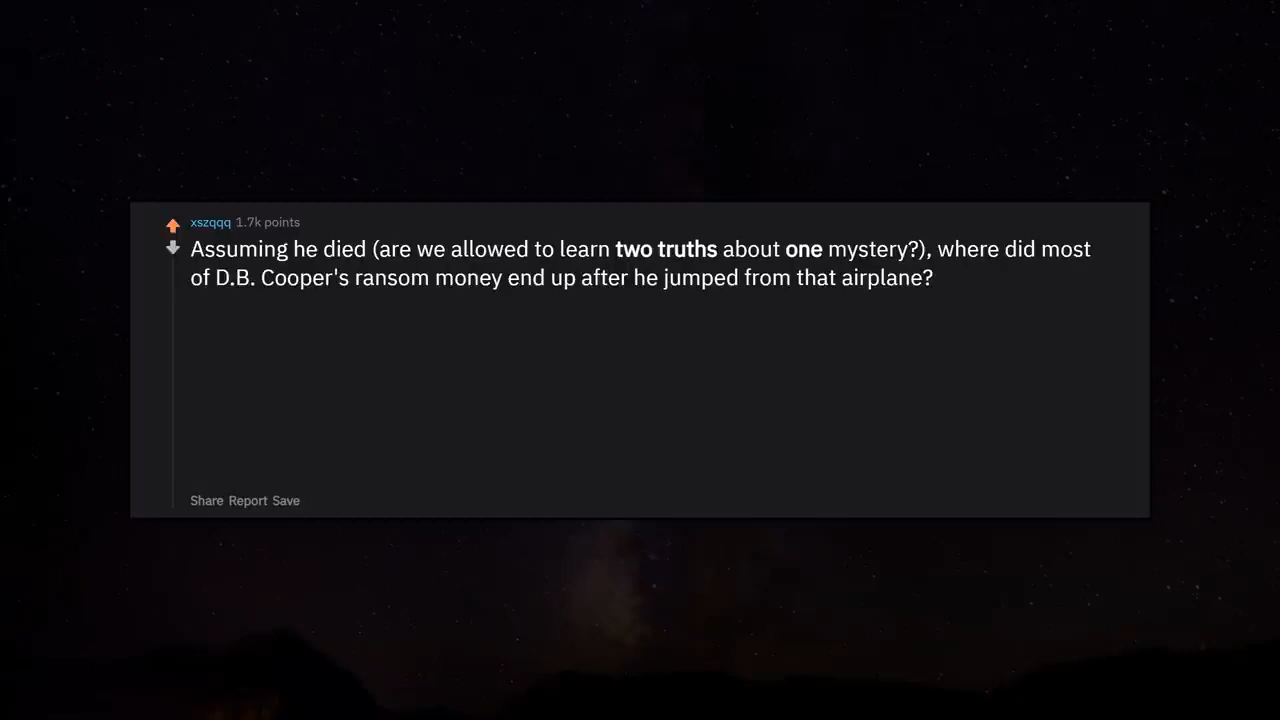 xszqqq 1.7k points
Assuming he died (are we allowed to learn two truths about one mystery?), where did most
of D.B. Cooper's ransom money end up after he jumped from that airplane?
Share Report Save